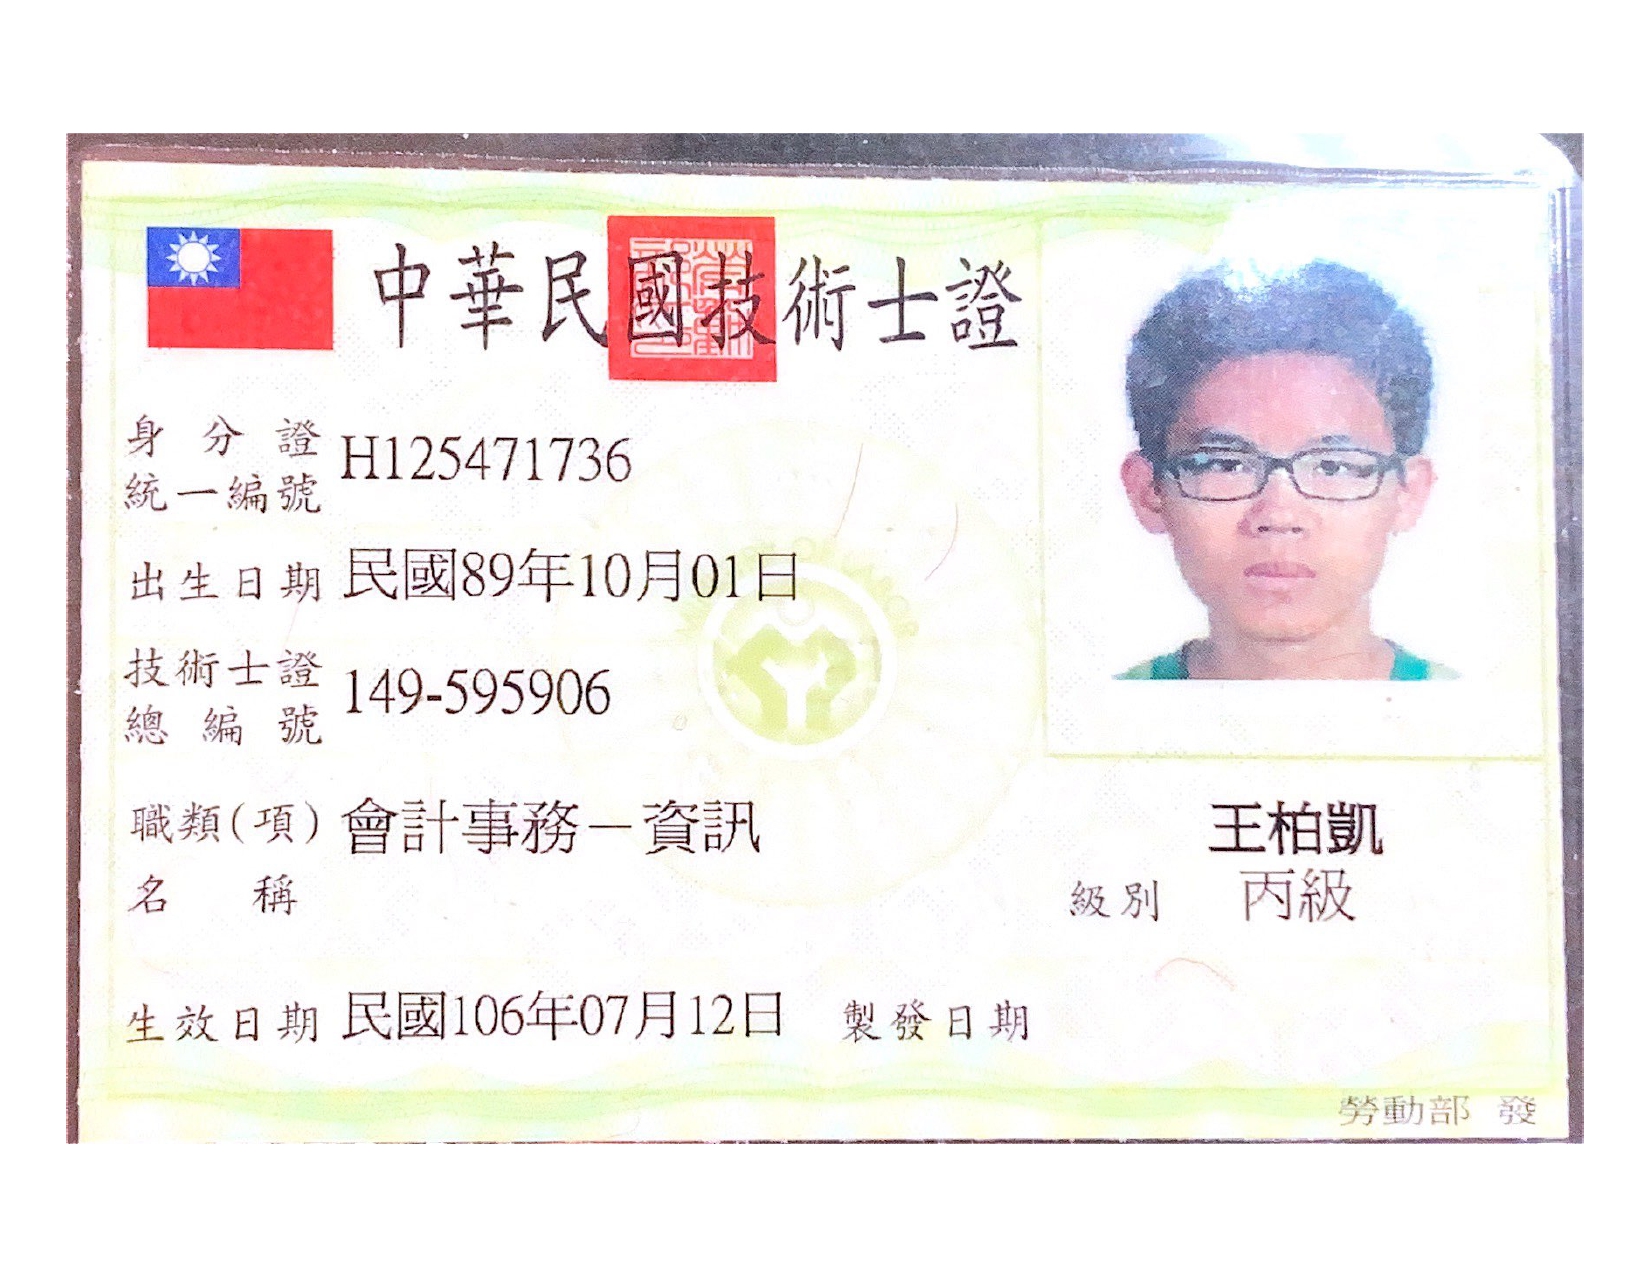 中華民國技術士證
身分證
統一編號 H125471736
出生日期 民國89年10月01日
技術士證
總編號 149-595906
職類(項) 會計事務－資訊
名稱
王柏凱
級別 丙級
生效日期 民國106年07月12日 製發日期
勞動部 發